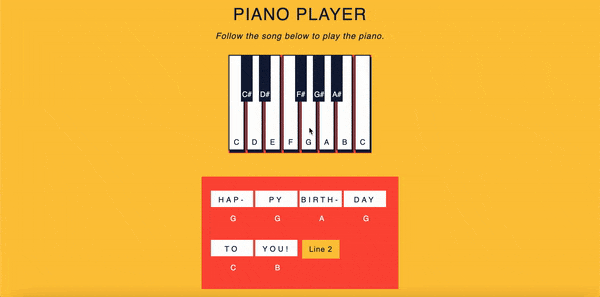 PIANO PLAYER
Follow the song below to play the piano.
C# D# F# G# A#
C D E F G A B C
HAP- PY BIRTH- DAY
G G A G
TO YOU! Line 2
C B